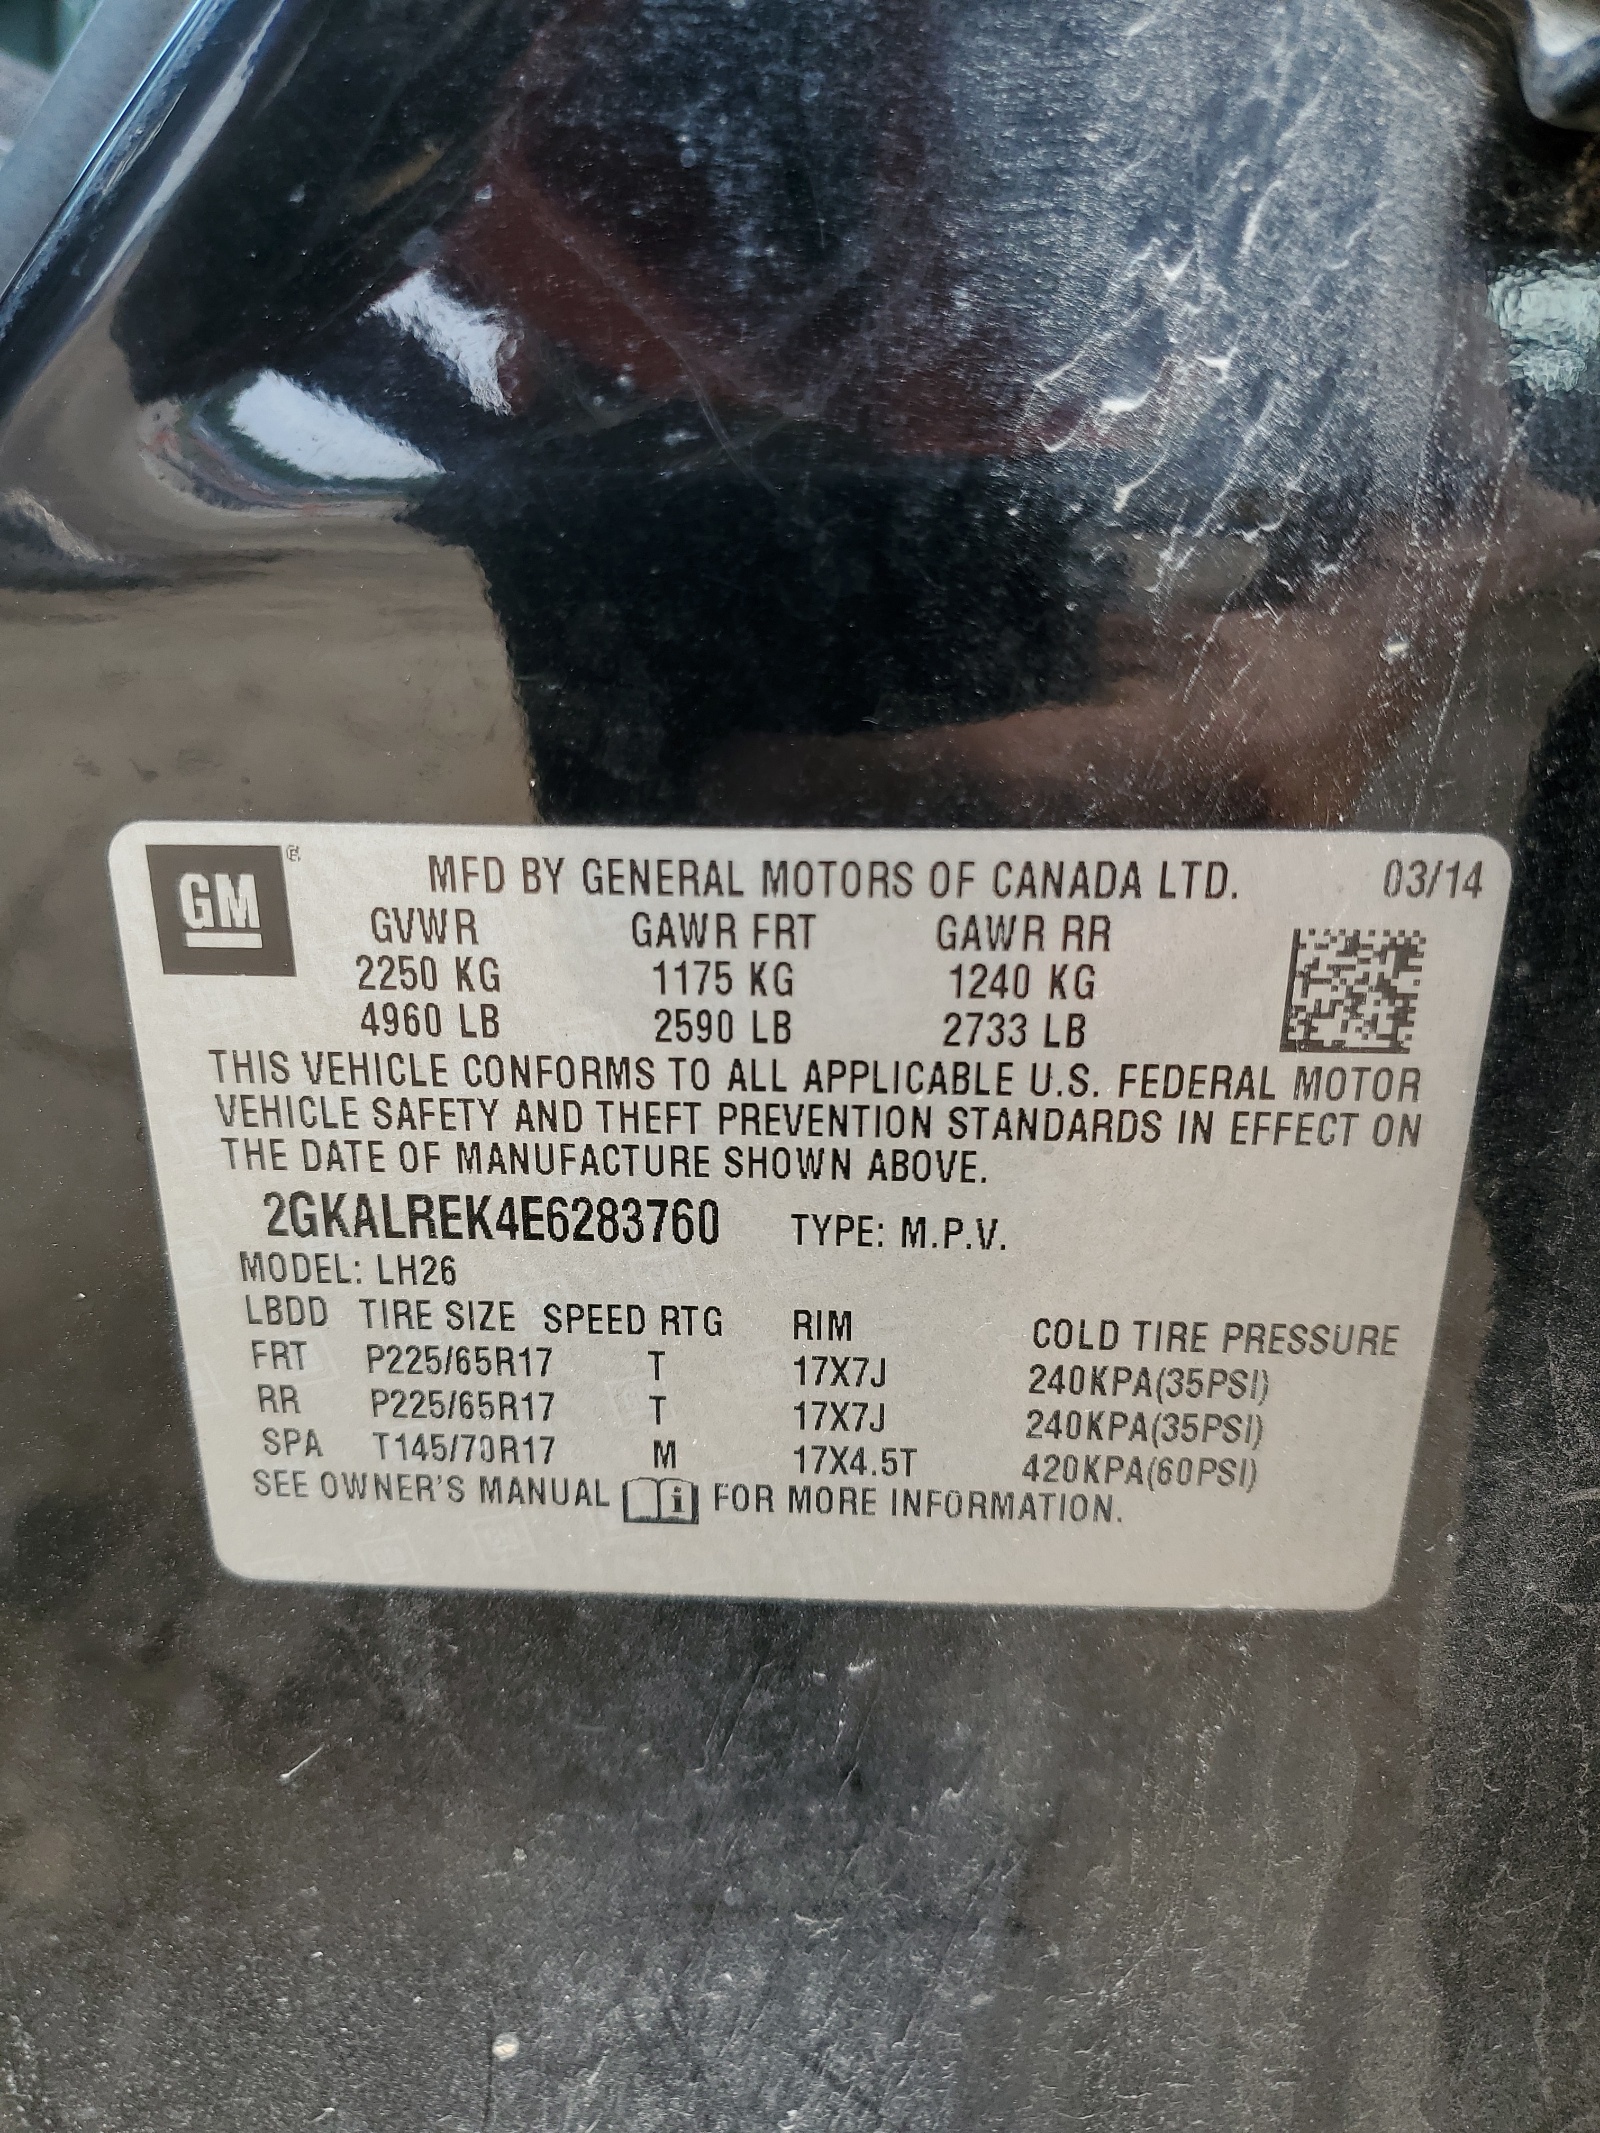 GM ® MFD BY GENERAL MOTORS OF CANADA LTD. 03/14
GVWR GAWR FRT GAWR RR
2250 KG 1175 KG 1240 KG
4960 LB 2590 LB 2733 LB
THIS VEHICLE CONFORMS TO ALL APPLICABLE U.S. FEDERAL MOTOR
VEHICLE SAFETY AND THEFT PREVENTION STANDARDS IN EFFECT ON
THE DATE OF MANUFACTURE SHOWN ABOVE.
2GKALREK4E6283760 TYPE: M.P.V.
MODEL: LH26
LBDD TIRE SIZE SPEED RTG RIM COLD TIRE PRESSURE
FRT P225/65R17 T 17X7J 240KPA(35PSI)
RR P225/65R17 T 17X7J 240KPA(35PSI)
SPA T145/70R17 M 17X4.5T 420KPA(60PSI)
SEE OWNER'S MANUAL i FOR MORE INFORMATION.